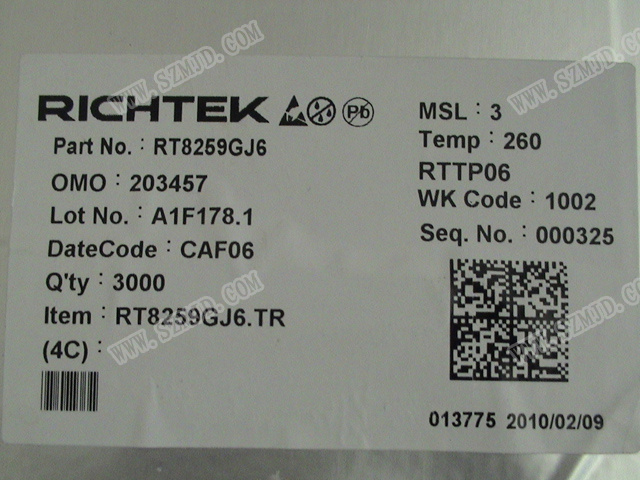 RICHTEK Pb
Part No. : RT8259GJ6
OMO : 203457
Lot No. : A1F178.1
DateCode : CAF06
Q'ty : 3000
Item : RT8259GJ6.TR
(4C) :
MSL : 3
Temp : 260
RTTP06
WK Code : 1002
Seq. No. : 000325
013775 2010/02/09
WWW.SZMJD.COM
WWW.SZMJD.COM
WWW.SZMJD.COM
WWW.SZMJD.COM